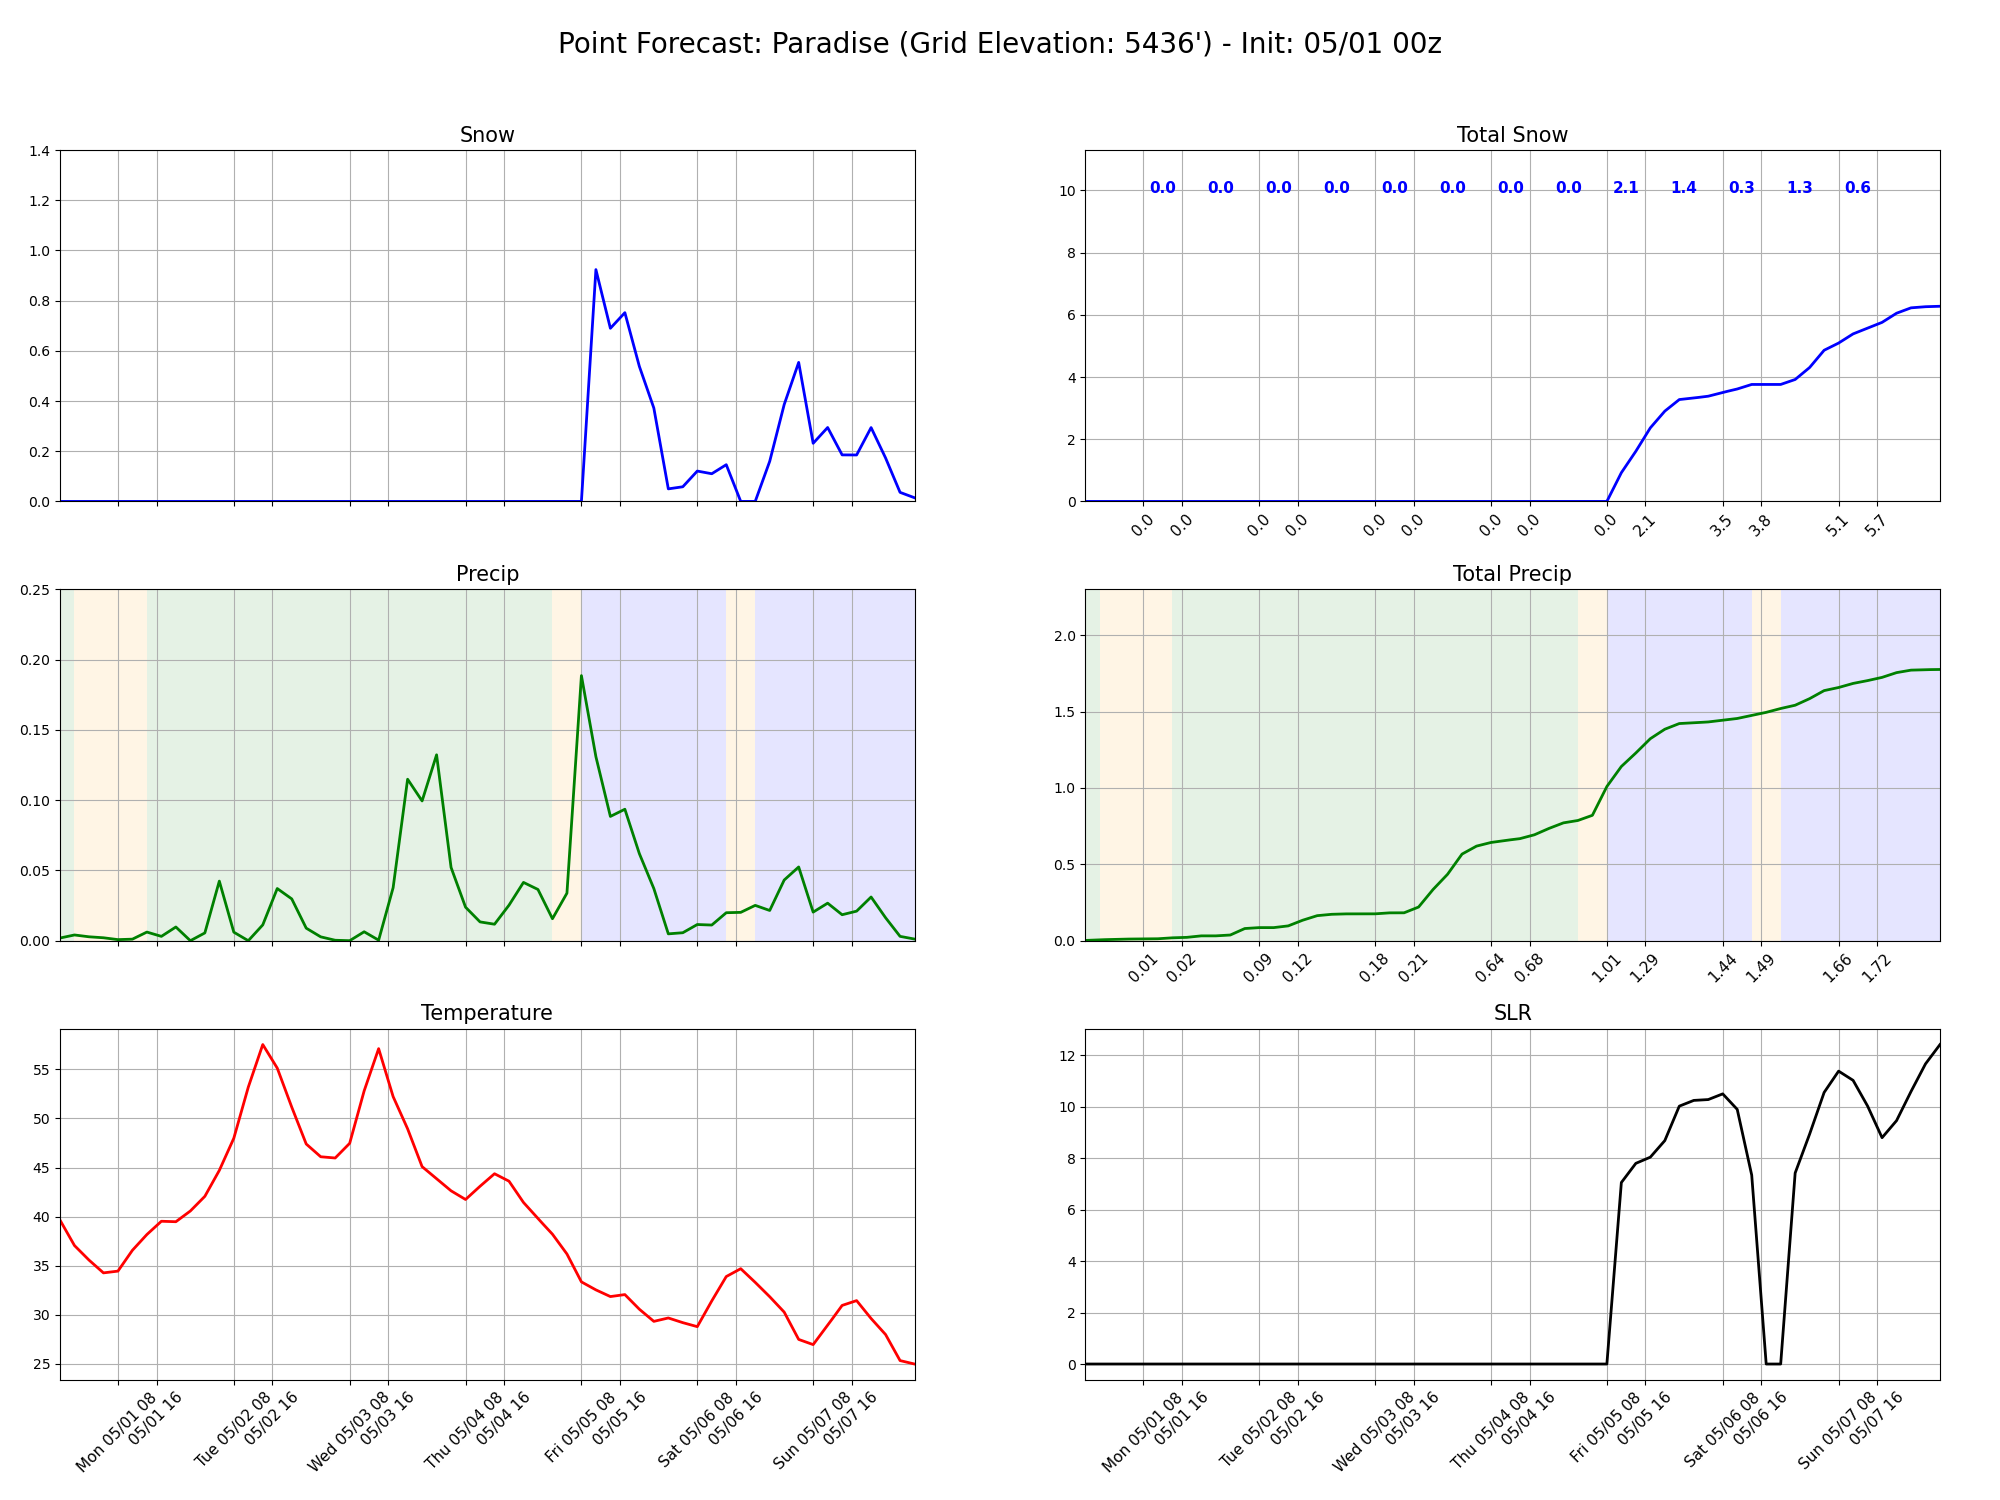 Point Forecast: Paradise (Grid Elevation: 5436') - Init: 05/01 00z
Snow
1.4
1.2
1.0
0.8
0.6
0.4
0.2
0.0
Total Snow
10
8
6
4
2
0
0.0 0.0 0.0 0.0 0.0 0.0 0.0 0.0 2.1 1.4 0.3 1.3 0.6
0.0 0.0 0.0 0.0 0.0 0.0 0.0 0.0 0.0 2.1 3.5 3.8 5.1 5.7
Precip
0.25
0.20
0.15
0.10
0.05
0.00
Total Precip
2.0
1.5
1.0
0.5
0.0
0.01 0.02 0.09 0.12 0.18 0.21 0.64 0.68 1.01 1.29 1.44 1.49 1.66 1.72
Temperature
55
50
45
40
35
30
25
Mon 05/01 08
05/01 16
Tue 05/02 08
05/02 16
Wed 05/03 08
05/03 16
Thu 05/04 08
05/04 16
Fri 05/05 08
05/05 16
Sat 05/06 08
05/06 16
Sun 05/07 08
05/07 16
SLR
12
10
8
6
4
2
0
Mon 05/01 08
05/01 16
Tue 05/02 08
05/02 16
Wed 05/03 08
05/03 16
Thu 05/04 08
05/04 16
Fri 05/05 08
05/05 16
Sat 05/06 08
05/06 16
Sun 05/07 08
05/07 16